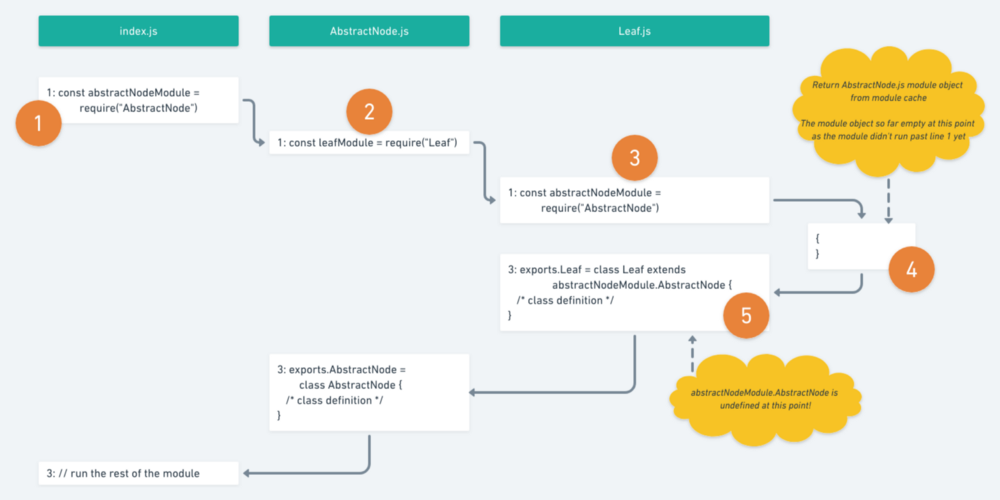 index.js
AbstractNode.js
Leaf.js
1: const abstractNodeModule =
require("AbstractNode")
1
2
1: const leafModule = require("Leaf")
3
1: const abstractNodeModule =
require("AbstractNode")
Return AbstractNode.js module object
from module cache
The module object so far empty at this point
as the module didn't run past line 1 yet
{
}
4
3: exports.Leaf = class Leaf extends
abstractNodeModule.AbstractNode {
/* class definition */
}
5
abstractNodeModule.AbstractNode is
undefined at this point!
3: exports.AbstractNode =
class AbstractNode {
/* class definition */
}
3: // run the rest of the module